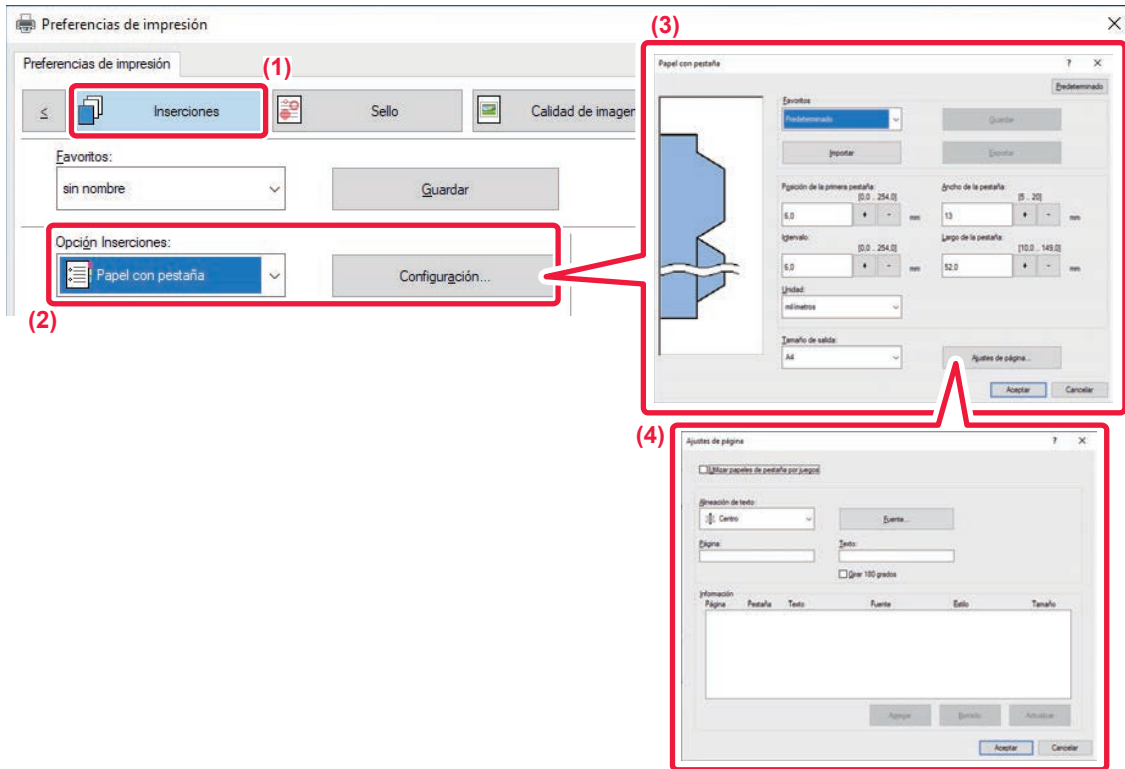 Preferencias de impresión
Preferencias de impresión
(1)
≤
Inserciones
Sello
Calidad de imagen
Favoritos:
sin nombre
Guardar
Opción Inserciones:
Papel con pestaña
Configuración...
(2)
(3)
Papel con pestaña
?
Predeterminado
Favoritos
Predeterminado
Guardar
Importar
Exportar
Posición de la primera pestaña:
[0,0 .. 254,0]
6,0
+ -
mm
Ancho de la pestaña:
[5 .. 20]
13
+ -
mm
Intervalo:
[0,0 .. 254,0]
6,0
+ -
mm
Largo de la pestaña:
[10,0 .. 149,0]
52,0
+ -
mm
Unidad:
milímetros
Tamaño de salida:
A4
Ajustes de página...
Aceptar
Cancelar
(4)
Ajustes de página
?
Utilizar papeles de pestaña por juegos
Alineación de texto:
Centro
Fuente...
Página:
Texto:
Girar 180 grados
Información
Página Pestaña Texto Fuente Estilo Tamaño
Agregar
Borrado
Actualizar
Aceptar
Cancelar